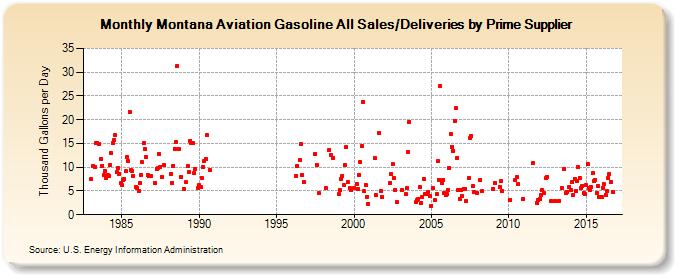 Monthly Montana Aviation Gasoline All Sales/Deliveries by Prime Supplier
Thousand Gallons per Day
35
30
25
20
15
10
5
0
1985 1990 1995 2000 2005 2010 2015
Source: U.S. Energy Information Administration